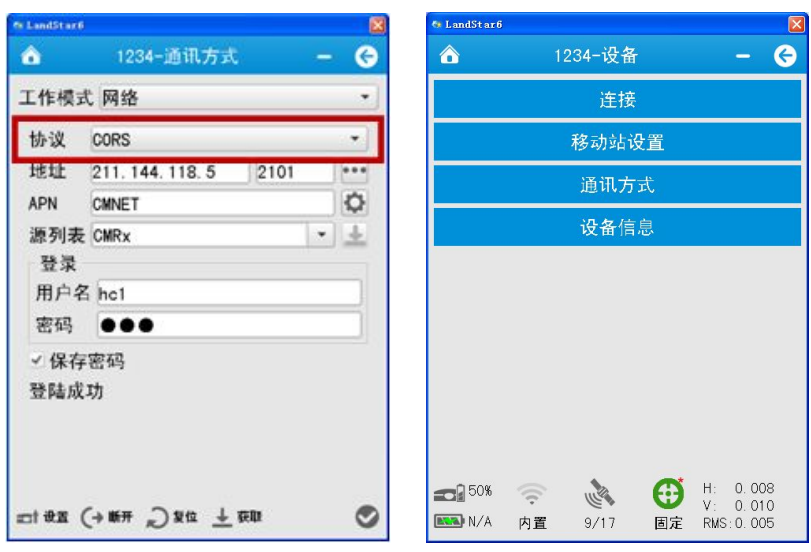 LandStar6
1234-通讯方式
工作模式 网络
协议 CORS
地址 211.144.118.5 2101
APN CMNET
源列表 CMRx
登录
用户名 hc1
密码 ●●●
保存密码
登陆成功
设置 断开 复位 获取
LandStar6
1234-设备
连接
移动站设置
通讯方式
设备信息
50% H: 0.008
V: 0.010
N/A 内置 9/17 固定 RMS:0.005